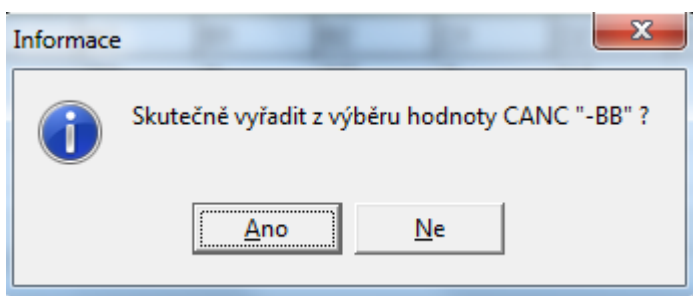 Informace
Skutečně vyřadit z výběru hodnoty CANC "-BB" ?
Ano
Ne